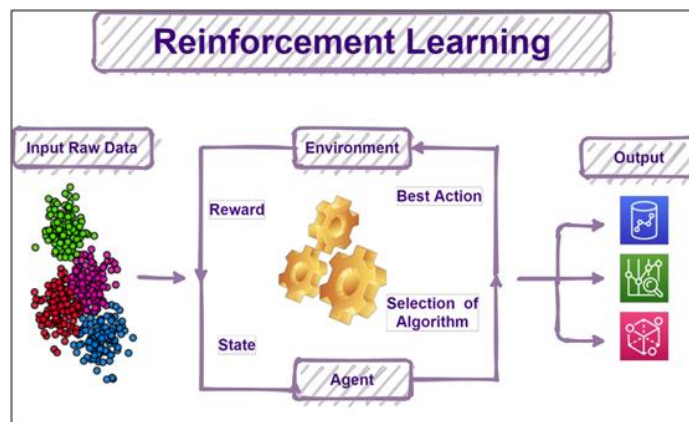 Reinforcement Learning
Input Raw Data
Environment
Output
Reward
Best Action
State
Selection of
Algorithm
Agent